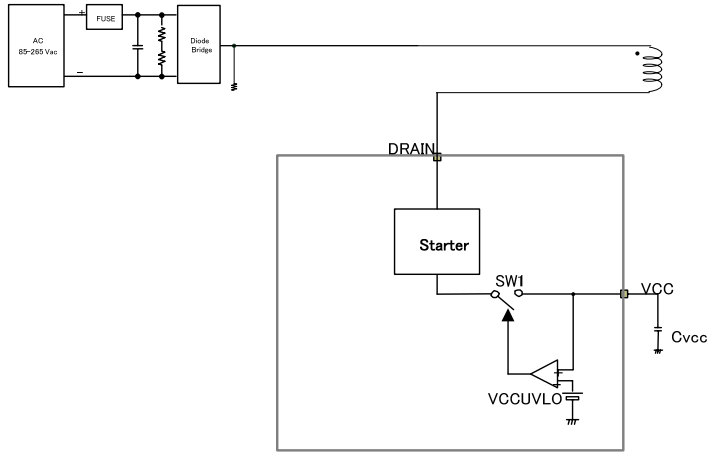 AC
85-265 Vac
+
−
FUSE
Diode
Bridge
DRAIN
Starter
SW1
VCC
Cvcc
+
−
VCCUVLO